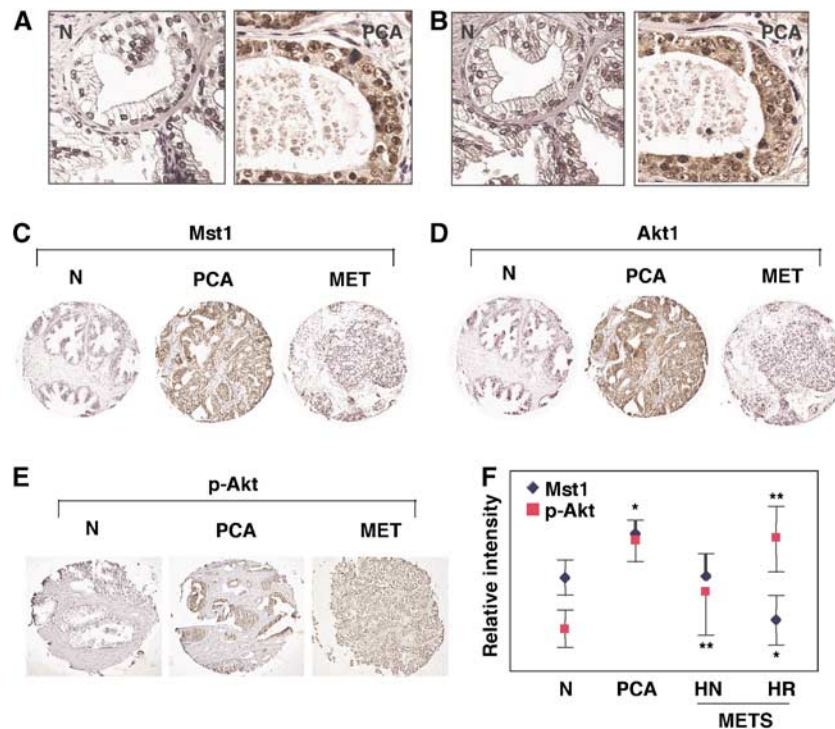 A
N
PCA
B
N
PCA
C
Mst1
N
PCA
MET
D
Akt1
N
PCA
MET
E
p-Akt
N
PCA
MET
F
Relative intensity
Mst1
p-Akt
*
**
**
*
N
PCA
HN
HR
METS